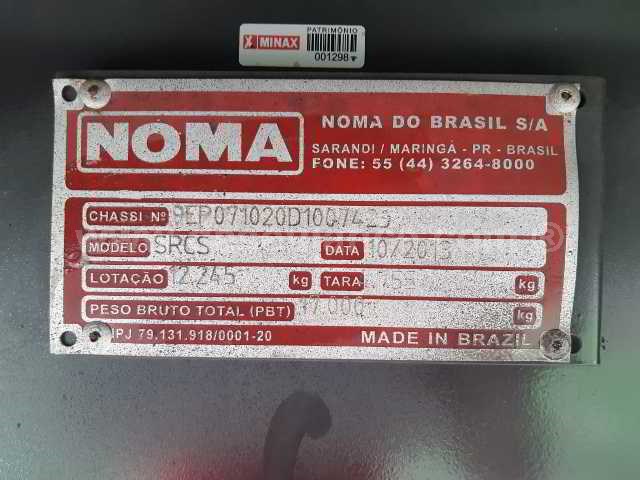 PATRIMÔNIO
MINAX
001298
NOMA
NOMA DO BRASIL S/A
SARANDI / MARINGÁ - PR - BRASIL
FONE: 55 (44) 3264-8000
CHASSI Nº
MODELO SRCS DATA 10/2013
LOTAÇÃO 12.245 kg TARA kg
PESO BRUTO TOTAL (PBT) 17.000 kg
79.131.918/0001-20 MADE IN BRAZIL